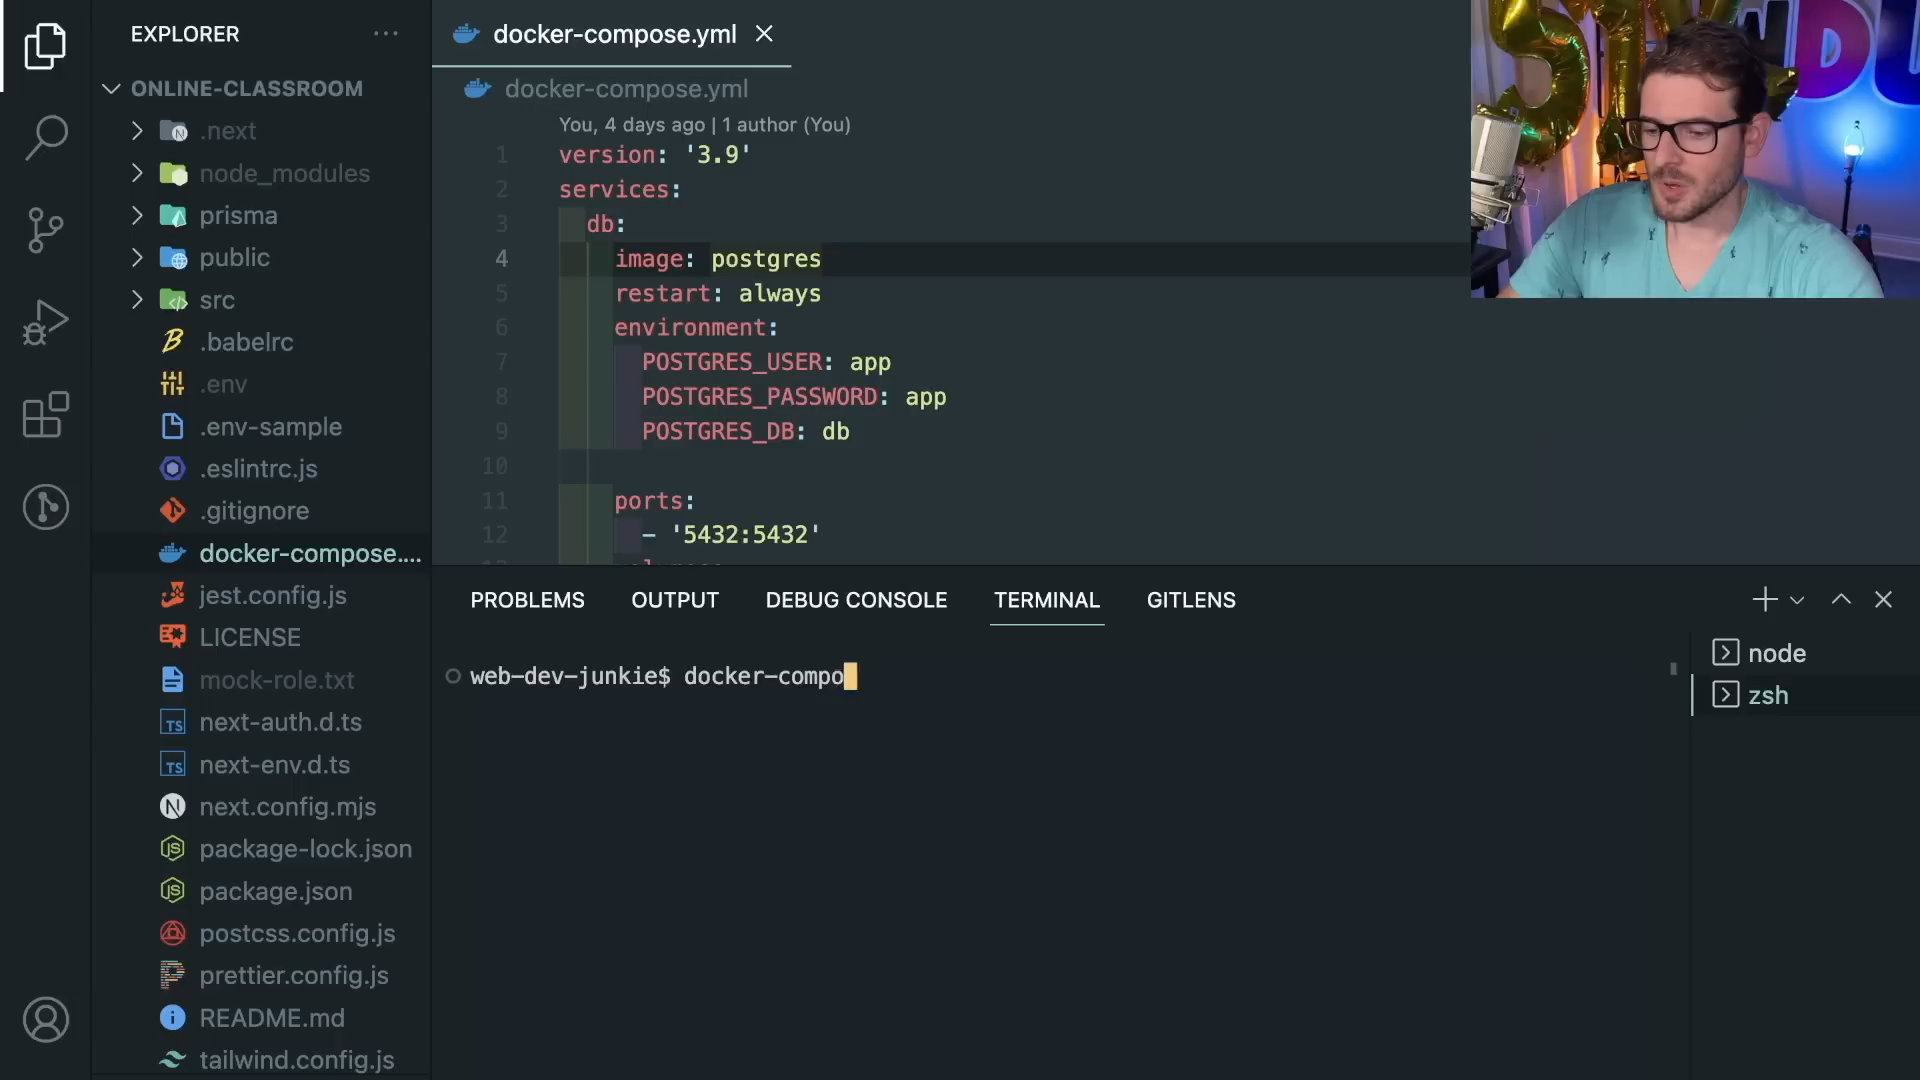 EXPLORER
ONLINE-CLASSROOM
.next
node_modules
prisma
public
src
.babelrc
.env
.env-sample
.eslintrc.js
.gitignore
docker-compose....
jest.config.js
LICENSE
mock-role.txt
next-auth.d.ts
next-env.d.ts
next.config.mjs
package-lock.json
package.json
postcss.config.js
prettier.config.js
README.md
tailwind.config.js
docker-compose.yml
docker-compose.yml
You, 4 days ago | 1 author (You)
1 version: '3.9'
2 services:
3 db:
4 image: postgres
5 restart: always
6 environment:
7 POSTGRES_USER: app
8 POSTGRES_PASSWORD: app
9 POSTGRES_DB: db
10
11 ports:
12 - '5432:5432'
PROBLEMS OUTPUT DEBUG CONSOLE TERMINAL GITLENS
web-dev-junkie$ docker-compo
node
zsh